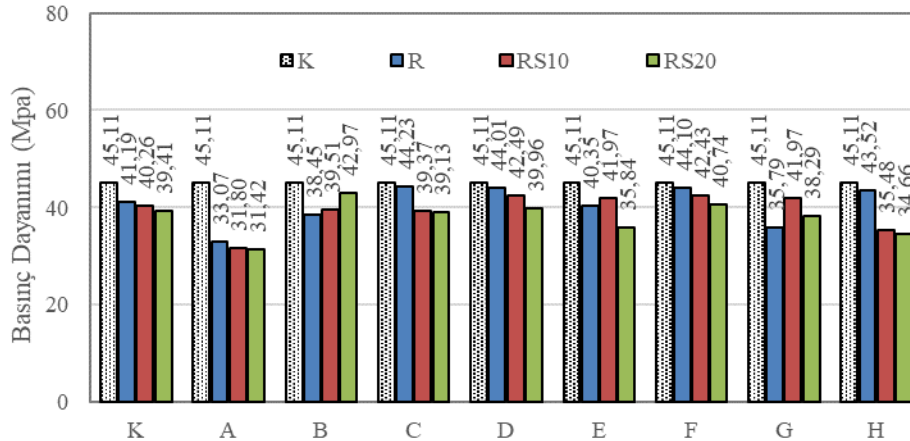 Basınç Dayanımı (Mpa)
80
60
40
20
0
K R RS10 RS20
45,11 41,19 40,26 39,41
45,11 33,07 31,80 31,42
45,11 38,45 39,51 42,97
45,11 44,23 39,37 39,13
45,11 44,01 42,49 39,96
45,11 40,35 41,97 35,84
45,11 44,10 42,43 40,74
45,11 35,79 41,97 38,29
45,11 43,52 35,48 34,66
K A B C D E F G H